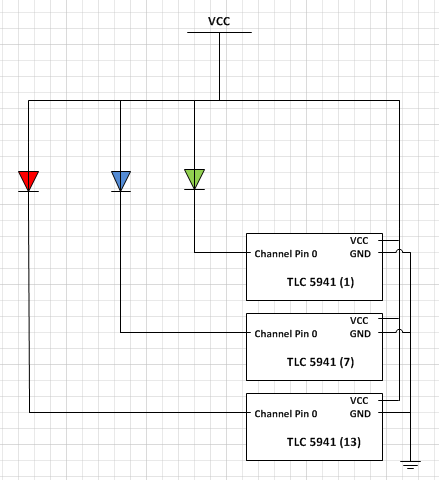 VCC
VCC
Channel Pin 0 GND
TLC 5941 (1)
VCC
Channel Pin 0 GND
TLC 5941 (7)
VCC
Channel Pin 0 GND
TLC 5941 (13)